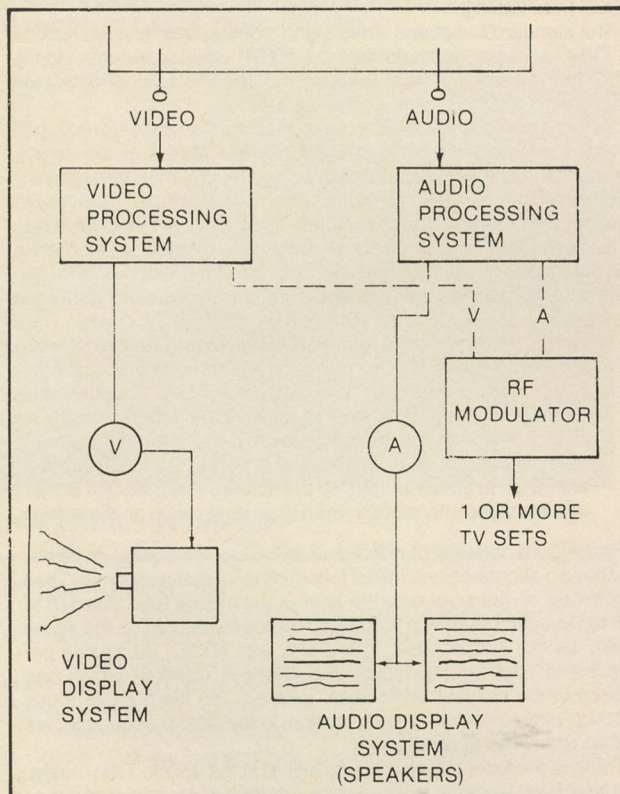 VIDEO
AUDIO
VIDEO
PROCESSING
SYSTEM
AUDIO
PROCESSING
SYSTEM
V
A
RF
MODULATOR
V
A
1 OR MORE
TV SETS
VIDEO
DISPLAY
SYSTEM
AUDIO DISPLAY
SYSTEM
(SPEAKERS)